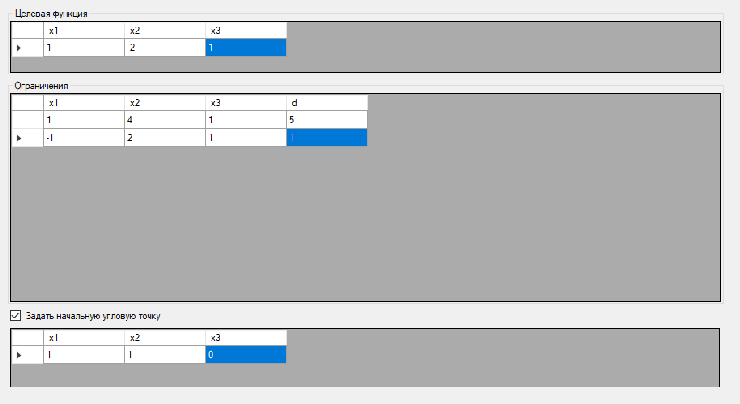 Целевая функция
x1 x2 x3
1 -2 1
Ограничения
x1 x2 x3 d
1 4 1 5
-1 2 1 1
Задать начальную угловую точку
x1 x2 x3
1 1 0